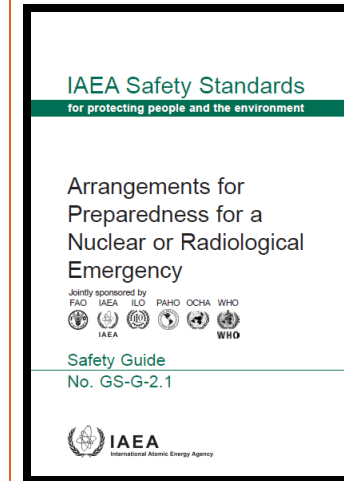 IAEA Safety Standards
for protecting people and the environment
Arrangements for
Preparedness for a
Nuclear or Radiological
Emergency
Jointly sponsored by
FAO IAEA ILO PAHO OCHA WHO
IAEA WHO
Safety Guide
No. GS-G-2.1
IAEA
International Atomic Energy Agency